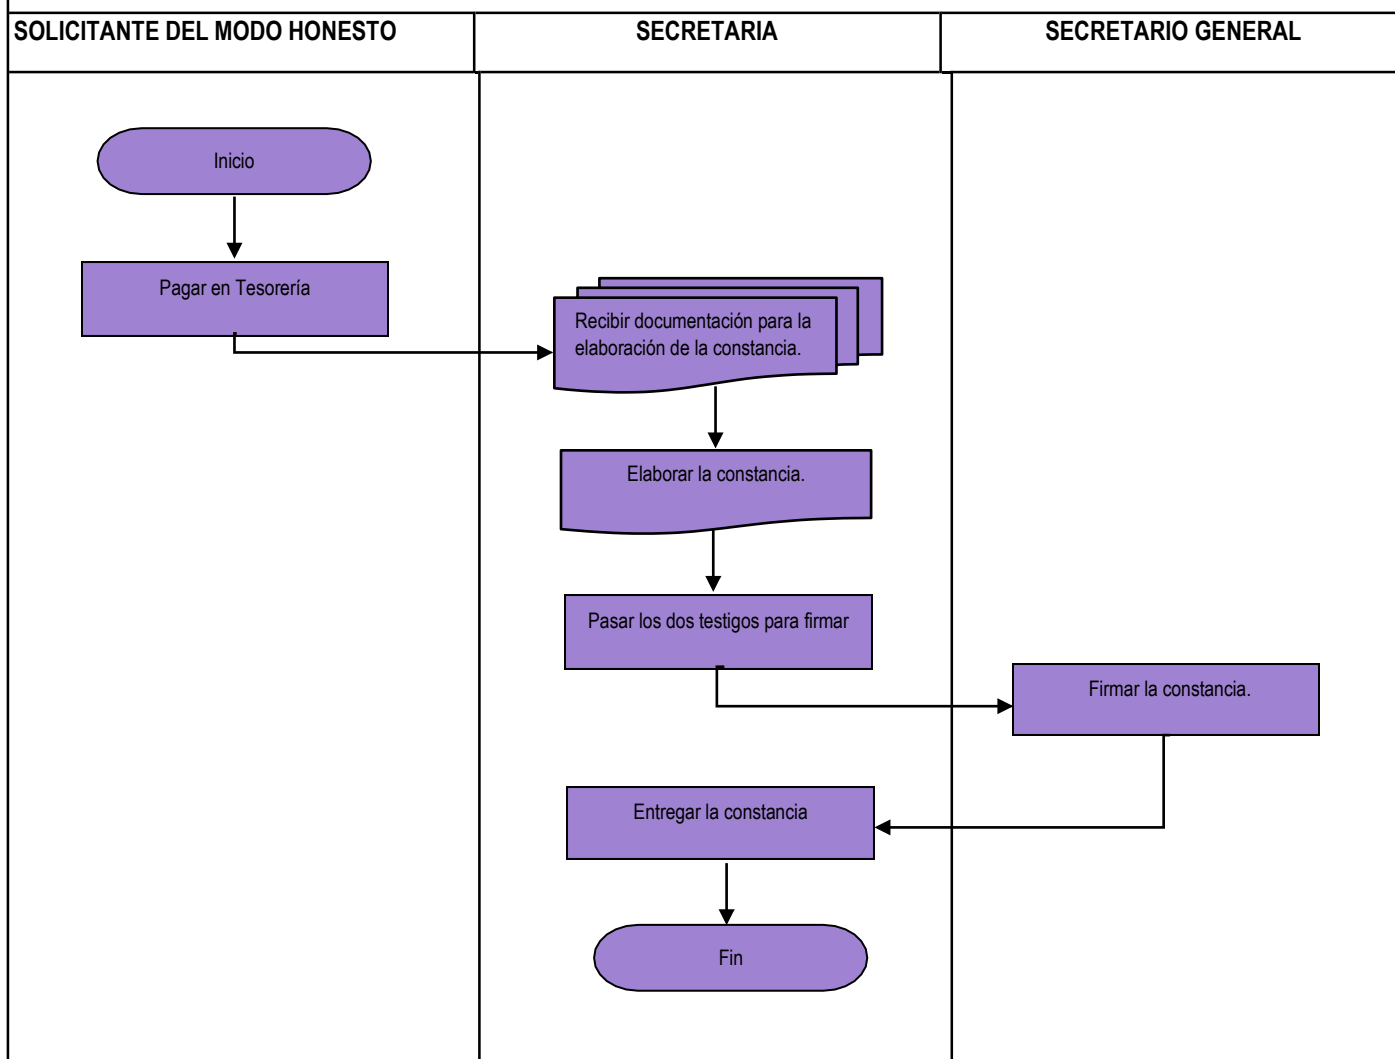 SOLICITANTE DEL MODO HONESTO
SECRETARIA
SECRETARIO GENERAL
Inicio
Pagar en Tesorería
Recibir documentación para la
elaboración de la constancia.
Elaborar la constancia.
Pasar los dos testigos para firmar
Firmar la constancia.
Entregar la constancia
Fin